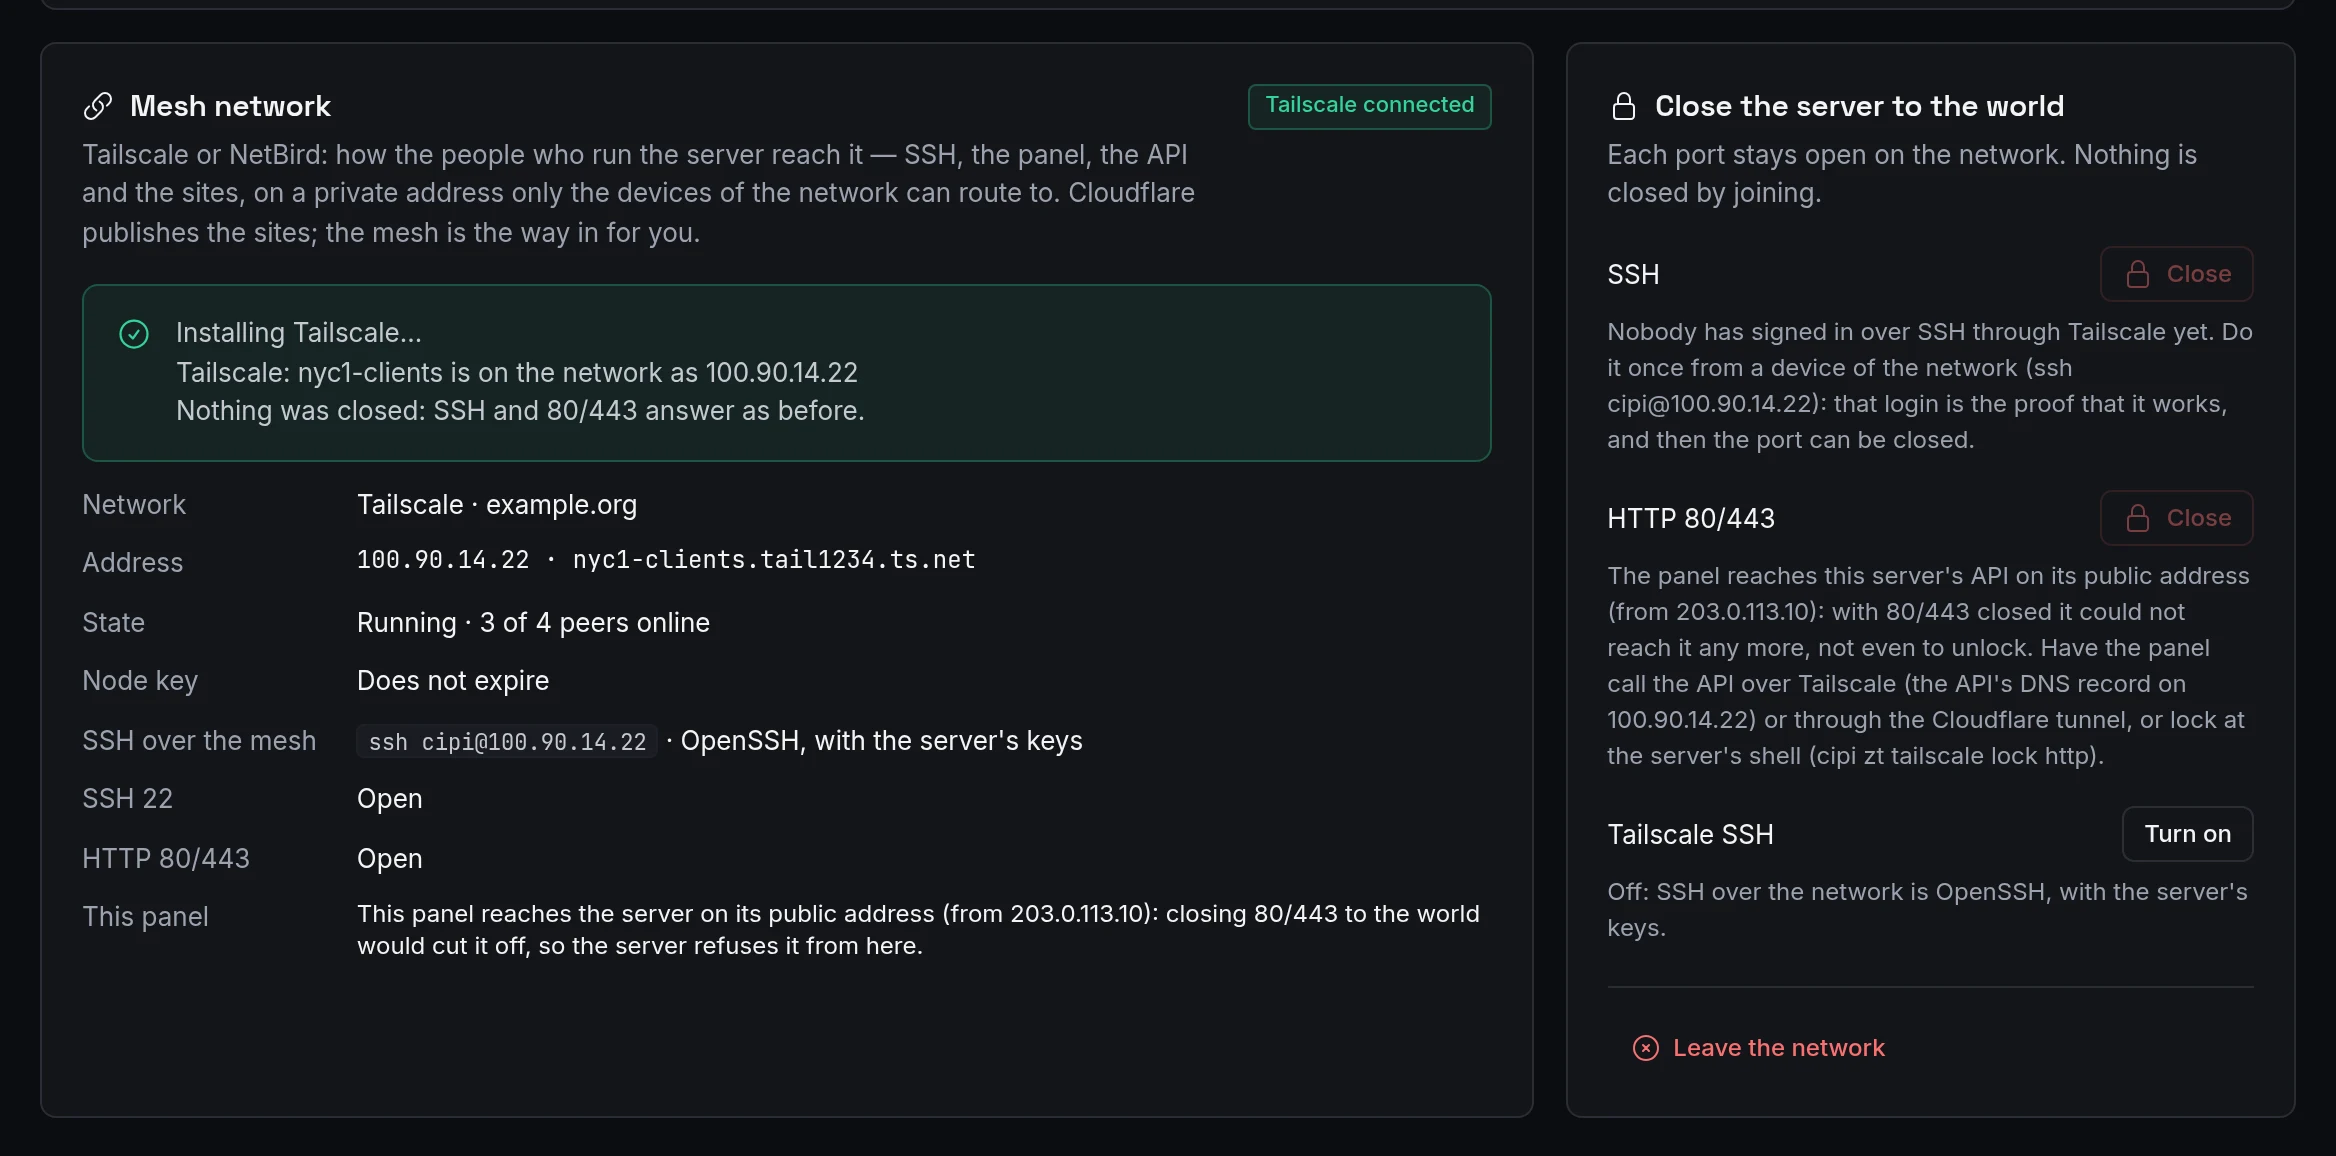 Mesh network
Tailscale connected
Tailscale or NetBird: how the people who run the server reach it — SSH, the panel, the API
and the sites, on a private address only the devices of the network can route to. Cloudflare
publishes the sites; the mesh is the way in for you.
Installing Tailscale...
Tailscale: nyc1-clients is on the network as 100.90.14.22
Nothing was closed: SSH and 80/443 answer as before.
Network Tailscale · example.org
Address 100.90.14.22 · nyc1-clients.tail1234.ts.net
State Running · 3 of 4 peers online
Node key Does not expire
SSH over the mesh ssh cipi@100.90.14.22 · OpenSSH, with the server's keys
SSH 22 Open
HTTP 80/443 Open
This panel This panel reaches the server on its public address (from 203.0.113.10): closing 80/443 to the world
would cut it off, so the server refuses it from here.
Close the server to the world
Each port stays open on the network. Nothing is
closed by joining.
SSH Close
Nobody has signed in over SSH through Tailscale yet. Do
it once from a device of the network (ssh
cipi@100.90.14.22): that login is the proof that it works,
and then the port can be closed.
HTTP 80/443 Close
The panel reaches this server's API on its public address
(from 203.0.113.10): with 80/443 closed it could not
reach it any more, not even to unlock. Have the panel
call the API over Tailscale (the API's DNS record on
100.90.14.22) or through the Cloudflare tunnel, or lock at
the server's shell (cipi zt tailscale lock http).
Tailscale SSH Turn on
Off: SSH over the network is OpenSSH, with the server's
keys.
Leave the network